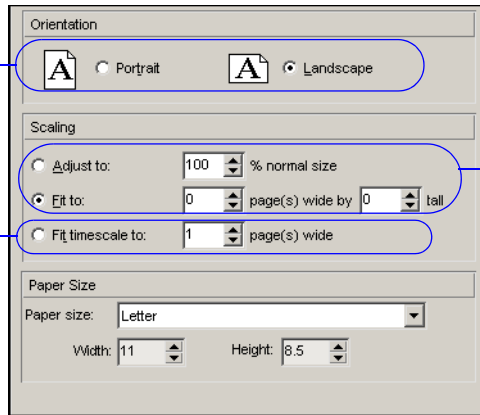 Orientation
A Portrait A Landscape
Scaling
Adjust to: 100 % normal size
Fit to: 0 page(s) wide by 0 tall
Fit timescale to: 1 page(s) wide
Paper Size
Paper size: Letter
Width: 11 Height: 8.5